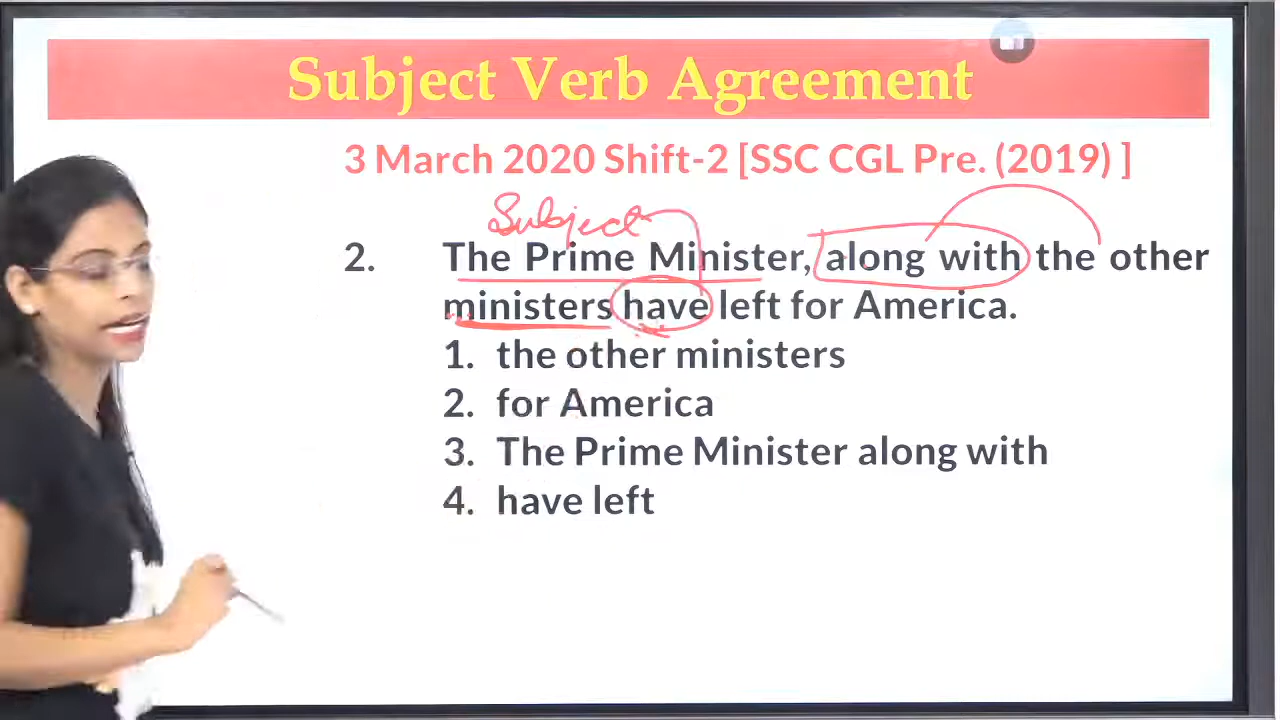 Subject Verb Agreement
3 March 2020 Shift-2 [SSC CGL Pre. (2019) ]
Subject
2. The Prime Minister, along with the other
ministers have left for America.
1. the other ministers
2. for America
3. The Prime Minister along with
4. have left